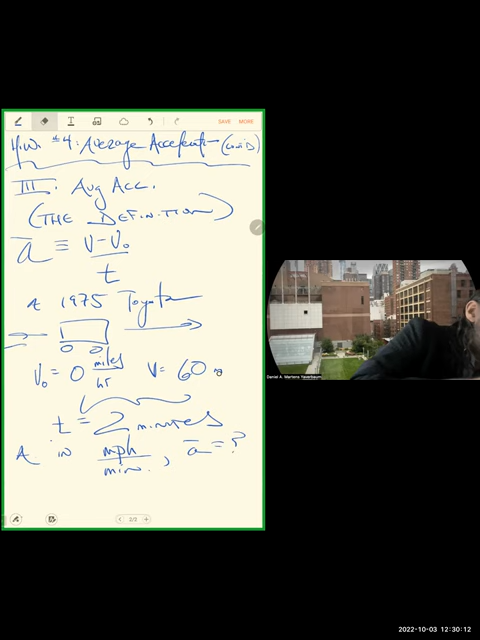 SAVE MORE
H.W. #4: Average Acceleration (cont'D)
III. Avg Acc.
(THE DEFINITION)
a ≡ V-V₀
t
A 1975 Toyota
V₀ = 0 miles/hr V = 60
t = 2 minutes
A. in mph/min., a = ?
2/2
Daniel A. Martens Yaverbaum
2022-10-03 12:30:12